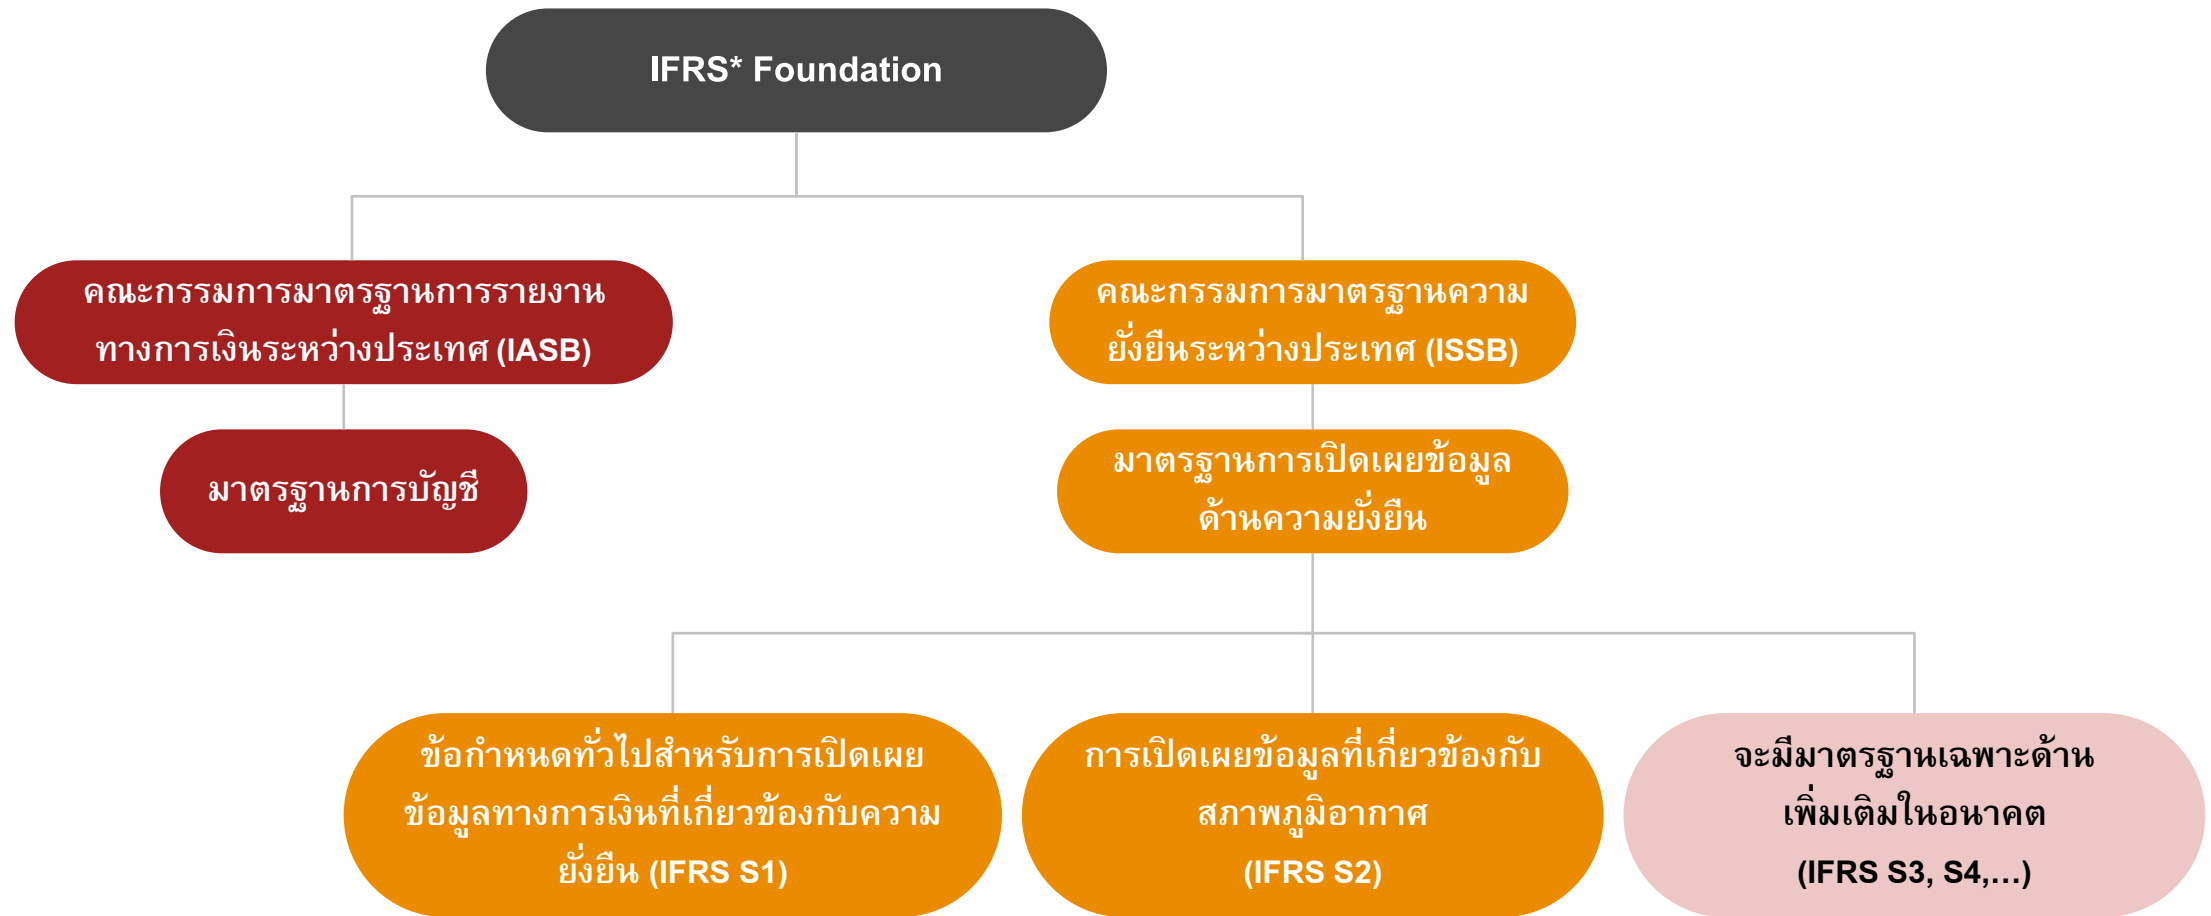 IFRS* Foundation
คณะกรรมการมาตรฐานการรายงาน
ทางการเงินระหว่างประเทศ (IASB)
คณะกรรมการมาตรฐานความ
ยั่งยืนระหว่างประเทศ (ISSB)
มาตรฐานการบัญชี
มาตรฐานการเปิดเผยข้อมูล
ด้านความยั่งยืน
ข้อกำหนดทั่วไปสำหรับการเปิดเผย
ข้อมูลทางการเงินที่เกี่ยวข้องกับความ
ยั่งยืน (IFRS S1)
การเปิดเผยข้อมูลที่เกี่ยวข้องกับ
สภาพภูมิอากาศ
(IFRS S2)
จะมีมาตรฐานเฉพาะด้าน
เพิ่มเติมในอนาคต
(IFRS S3, S4,…)